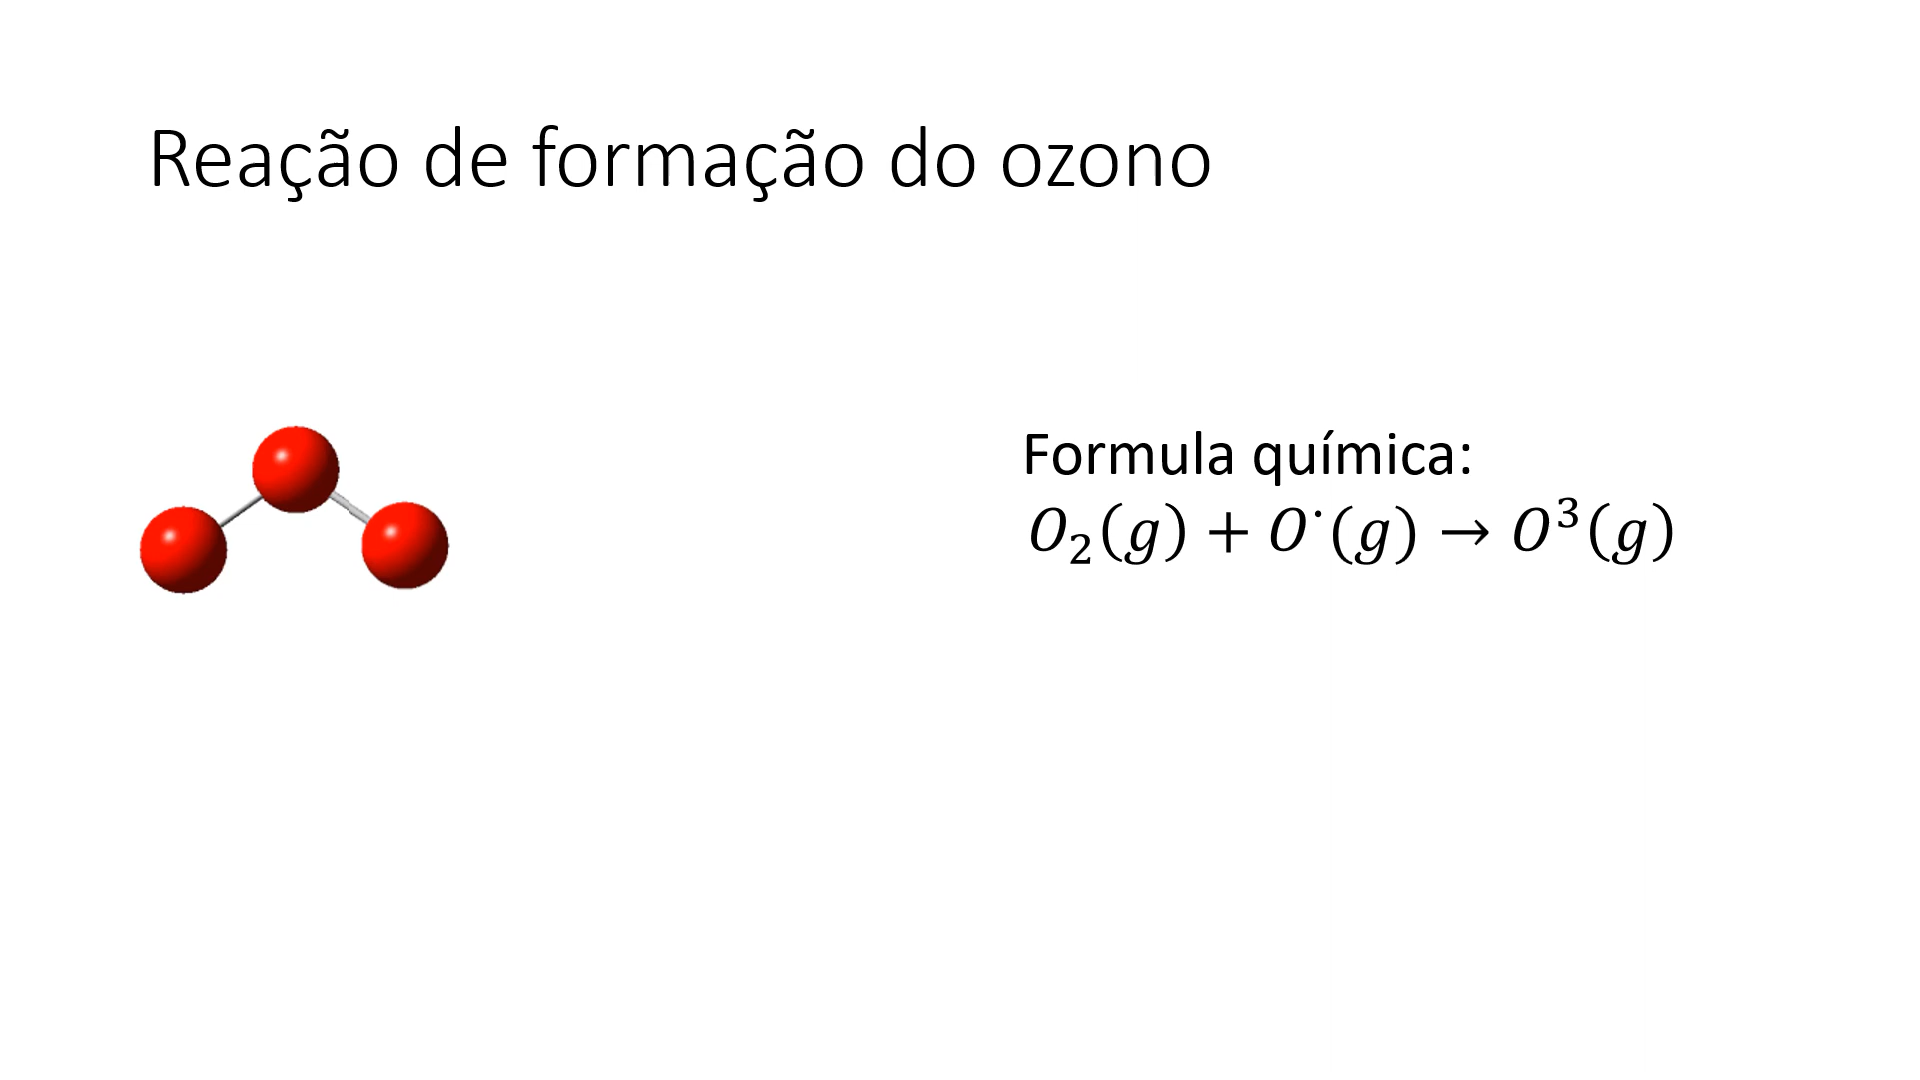 Reação de formação do ozono
Formula química:
O₂(g) + O˙(g) → O³(g)